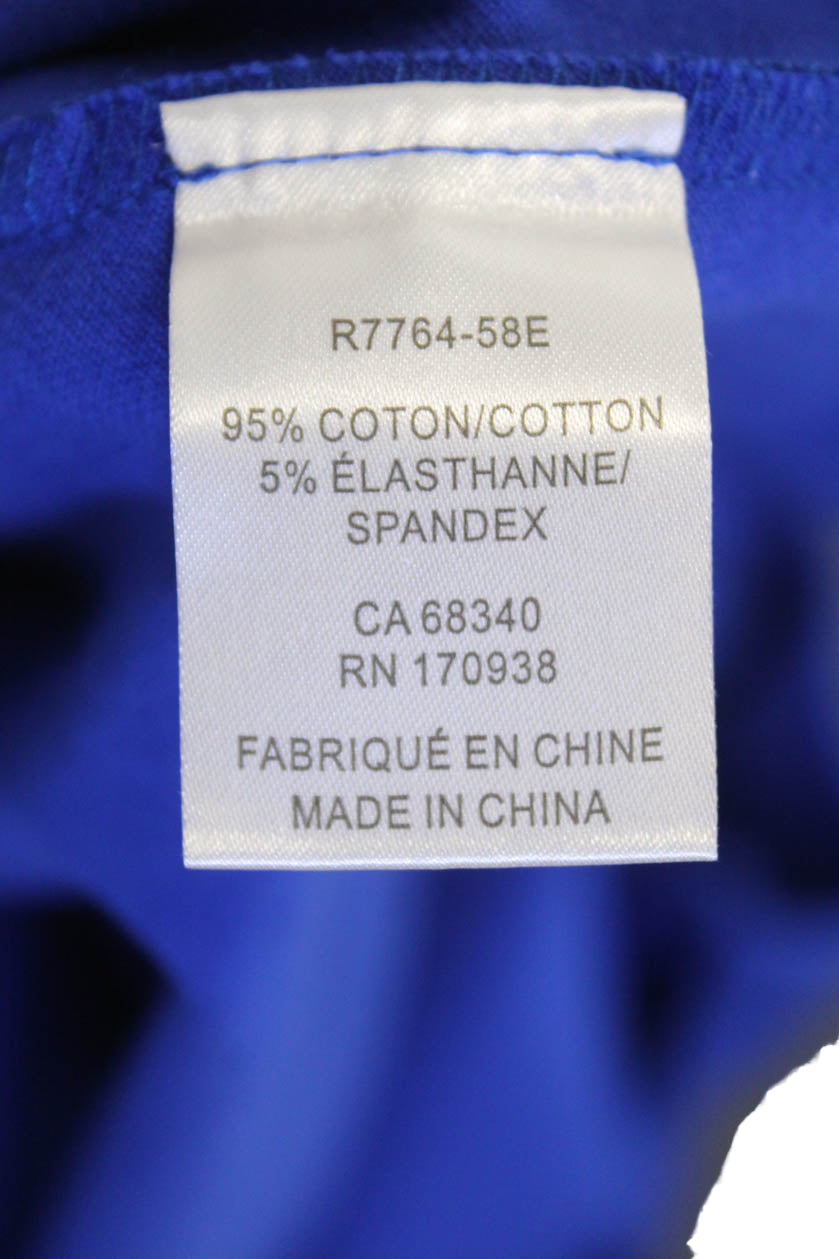 R7764-58E
95% COTON/COTTON
5% ÉLASTHANNE/
SPANDEX
CA 68340
RN 170938
FABRIQUÉ EN CHINE
MADE IN CHINA